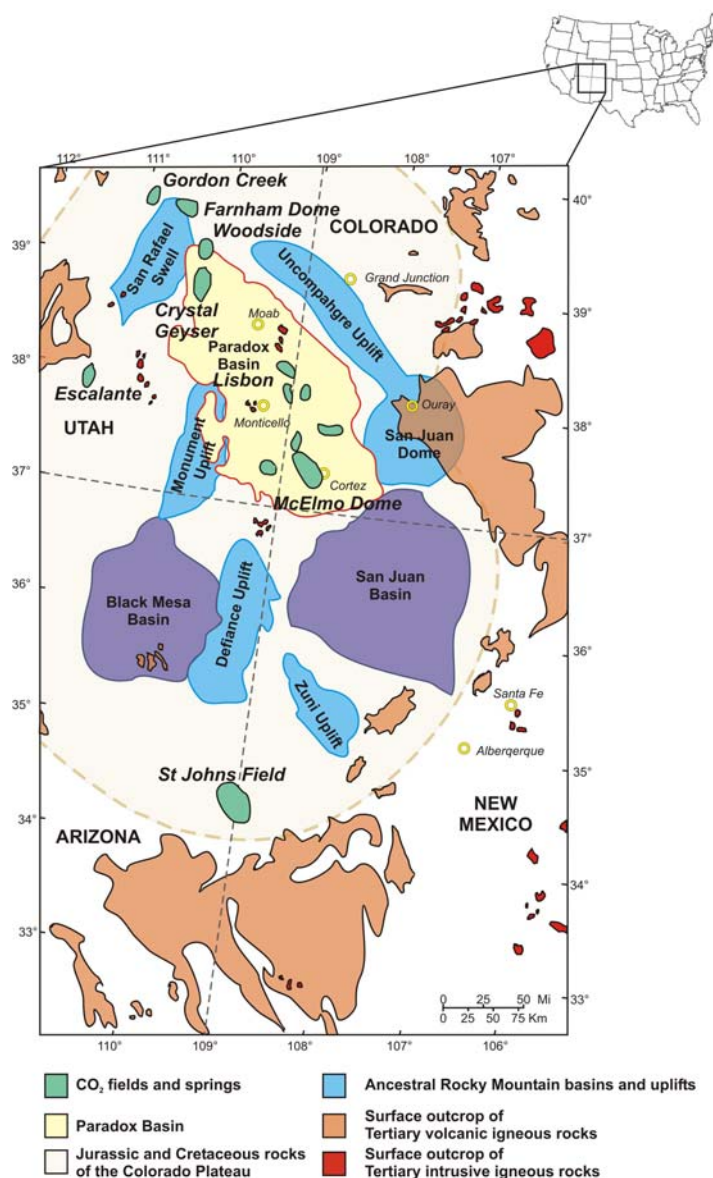 112°
111°
110°
109°
108°
107°
Gordon Creek
40°
Farnham Dome
Woodside
COLORADO
39°
San Rafael
Swell
Uncompahgre Uplift
Grand Junction
39°
Crystal
Geyser
Moab
Paradox
Basin
38°
Lisbon
Escalante
Ouray
UTAH
Monticello
San Juan
Dome
38°
Monument
Uplift
37°
Cortez
McElmo Dome
37°
36°
Black Mesa
Basin
Defiance Uplift
San Juan
Basin
36°
35°
Zuni Uplift
Santa Fe
Alberqerque
35°
St Johns Field
34°
ARIZONA
NEW
MEXICO
34°
33°
0 25 50 Mi
0 25 50 75 Km
33°
110°
109°
108°
107°
106°
CO₂ fields and springs
Ancestral Rocky Mountain basins and uplifts
Paradox Basin
Surface outcrop of
Tertiary volcanic igneous rocks
Jurassic and Cretaceous rocks
of the Colorado Plateau
Surface outcrop of
Tertiary intrusive igneous rocks